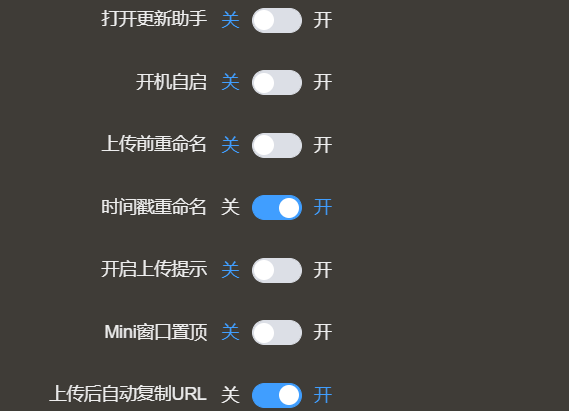 打开更新助手 关 开
开机自启 关 开
上传前重命名 关 开
时间戳重命名 关 开
开启上传提示 关 开
Mini窗口置顶 关 开
上传后自动复制URL 关 开